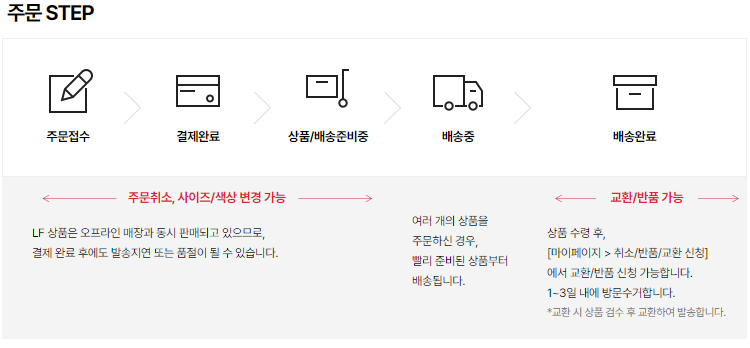 주문 STEP
주문접수
결제완료
상품/배송준비중
배송중
배송완료
주문취소, 사이즈/색상 변경 가능
LF 상품은 오프라인 매장과 동시 판매되고 있으므로,
결제 완료 후에도 발송지연 또는 품절이 될 수 있습니다.
여러 개의 상품을
주문하신 경우,
빨리 준비된 상품부터
배송됩니다.
교환/반품 가능
상품 수령 후,
[마이페이지 > 취소/반품/교환 신청]
에서 교환/반품 신청 가능합니다.
1~3일 내에 방문수거합니다.
*교환 시 상품 검수 후 교환하여 발송합니다.